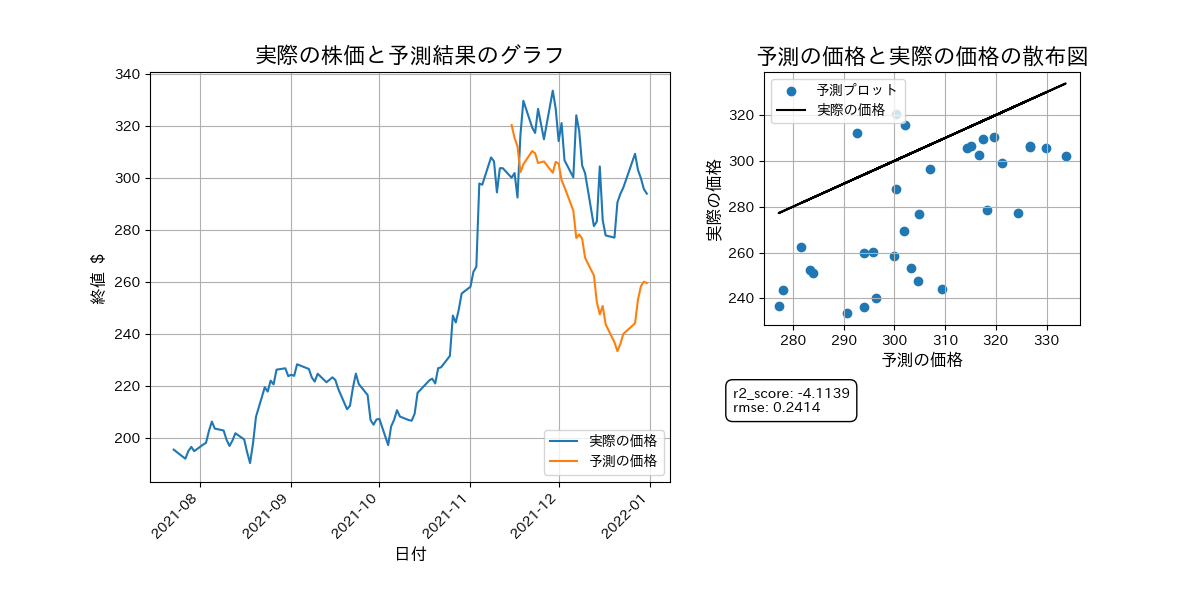 実際の株価と予測結果のグラフ
340
320
300
280
260
240
220
200
終値 $
2021-08
2021-09
2021-10
2021-11
2021-12
2022-01
日付
実際の価格
予測の価格
予測の価格と実際の価格の散布図
予測プロット
実際の価格
320
300
280
260
240
実際の価格
280
290
300
310
320
330
予測の価格
r2_score: -4.1139
rmse: 0.2414